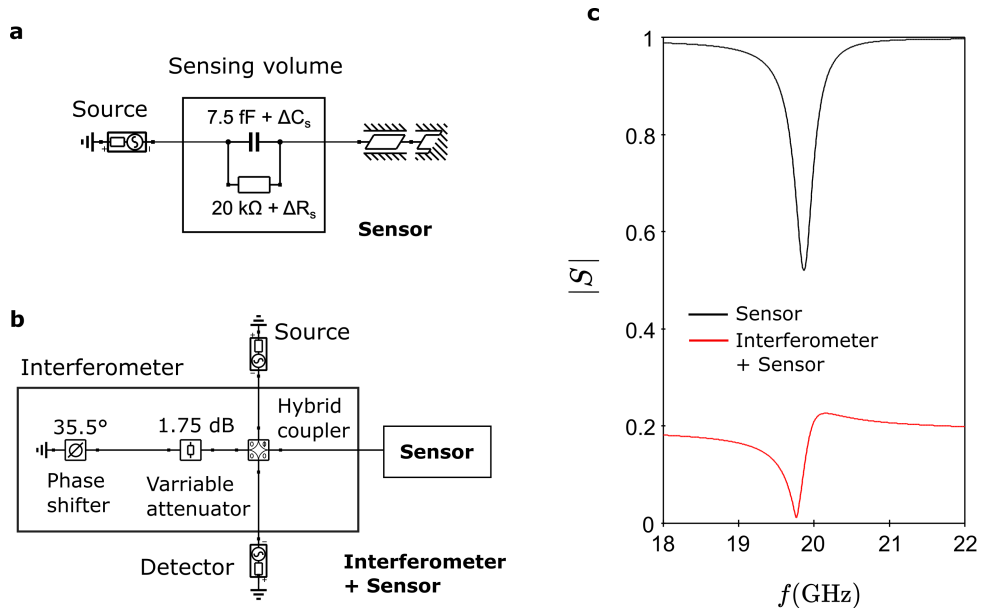 a
Sensing volume
Source
7.5 fF + ΔCₛ
20 kΩ + ΔRₛ
Sensor
b
Source
Interferometer
35.5°
1.75 dB
Hybrid
coupler
Sensor
Phase
shifter
Varriable
attenuator
Detector
Interferometer
+ Sensor
c
1
0.8
0.6
0.4
0.2
0
|S|
Sensor
Interferometer
+ Sensor
18
19
20
21
22
f(GHz)